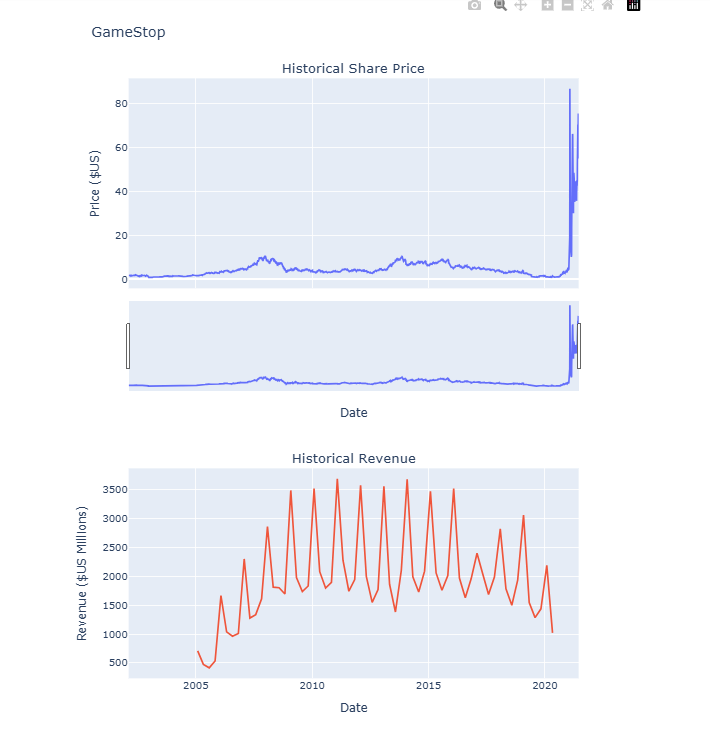 GameStop
Historical Share Price
80
60
40
20
0
Price ($US)
Date
Historical Revenue
3500
3000
2500
2000
1500
1000
500
Revenue ($US Millions)
2005 2010 2015 2020
Date